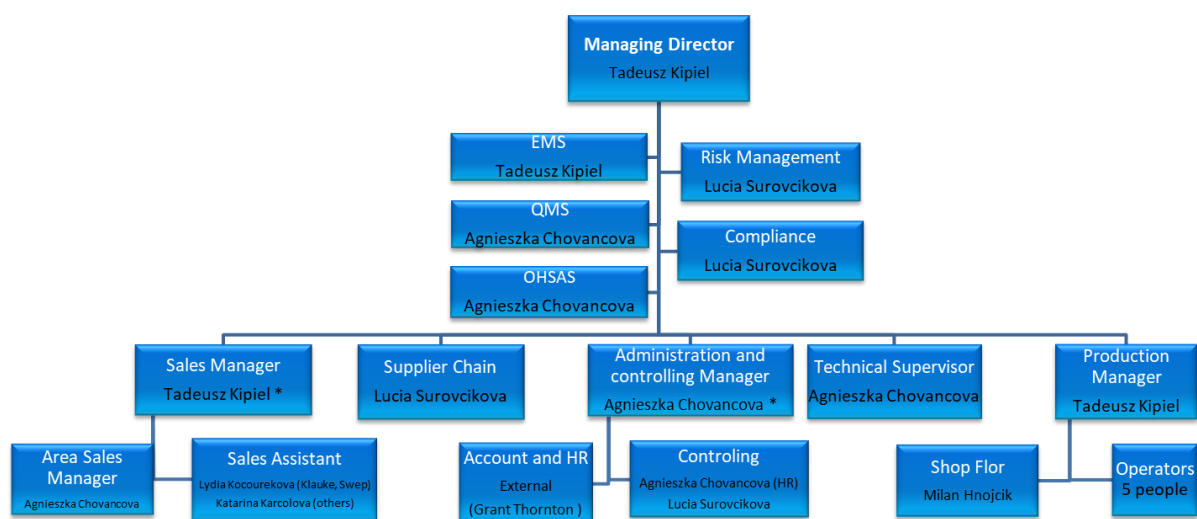 Managing Director
Tadeusz Kipiel
EMS
Tadeusz Kipiel
Risk Management
Lucia Surovcikova
QMS
Agnieszka Chovancova
Compliance
Lucia Surovcikova
OHSAS
Agnieszka Chovancova
Sales Manager
Tadeusz Kipiel *
Supplier Chain
Lucia Surovcikova
Administration and
controlling Manager
Agnieszka Chovancova *
Technical Supervisor
Agnieszka Chovancova
Production
Manager
Tadeusz Kipiel
Area Sales
Manager
Agnieszka Chovancova
Sales Assistant
Lydia Kocourekova (Klauke, Swep)
Katarina Karcolova (others)
Account and HR
External
(Grant Thornton )
Controling
Agnieszka Chovancova (HR)
Lucia Surovcikova
Shop Flor
Milan Hnojcik
Operators
5 people